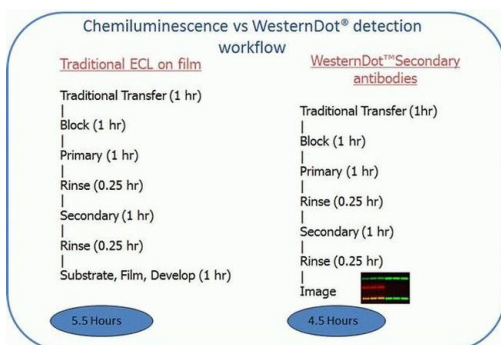 Chemiluminescence vs WesternDot® detection
workflow
Traditional ECL on film
Traditional Transfer (1 hr)
|
Block (1 hr)
|
Primary (1 hr)
|
Rinse (0.25 hr)
|
Secondary (1 hr)
|
Rinse (0.25 hr)
|
Substrate, Film, Develop (1 hr)
5.5 Hours
WesternDot™Secondary
antibodies
Traditional Transfer (1hr)
|
Block (1 hr)
|
Primary (1 hr)
|
Rinse (0.25 hr)
|
Secondary (1 hr)
|
Rinse (0.25 hr)
|
Image
4.5 Hours